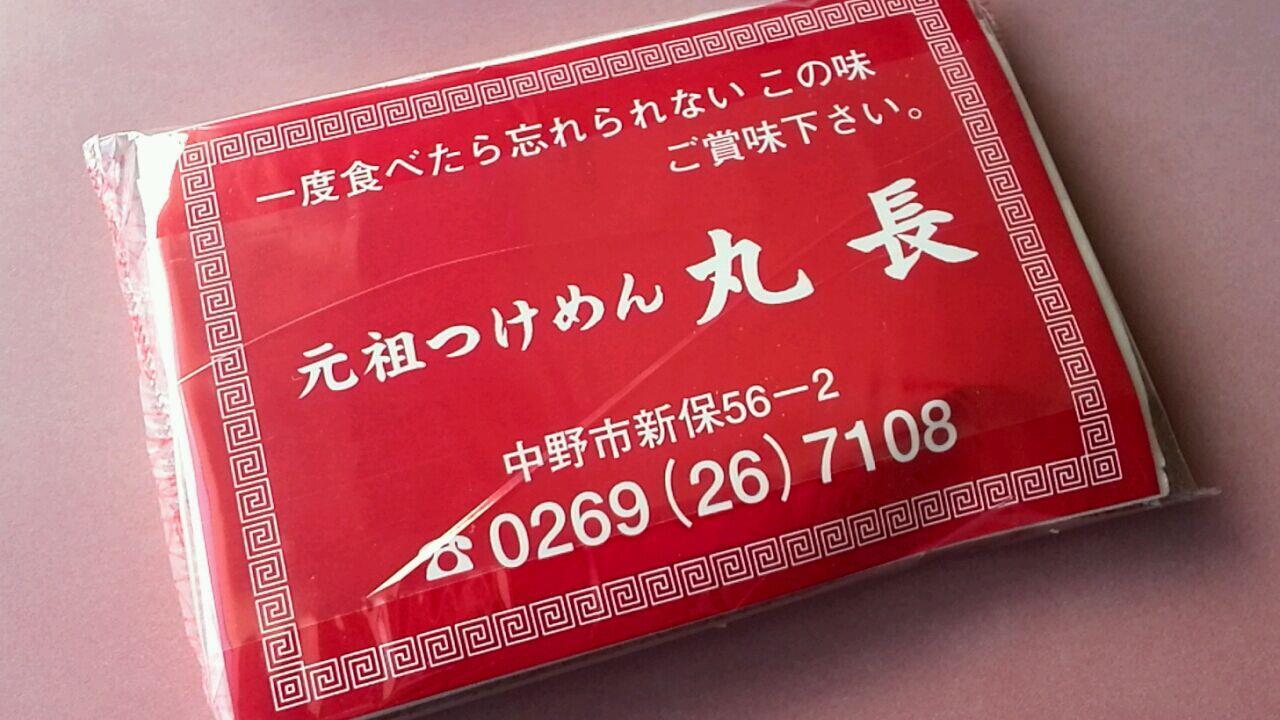 一度食べたら忘れられない この味
ご賞味下さい。
元祖つけめん 丸長
中野市新保56－2
☎0269(26)7108